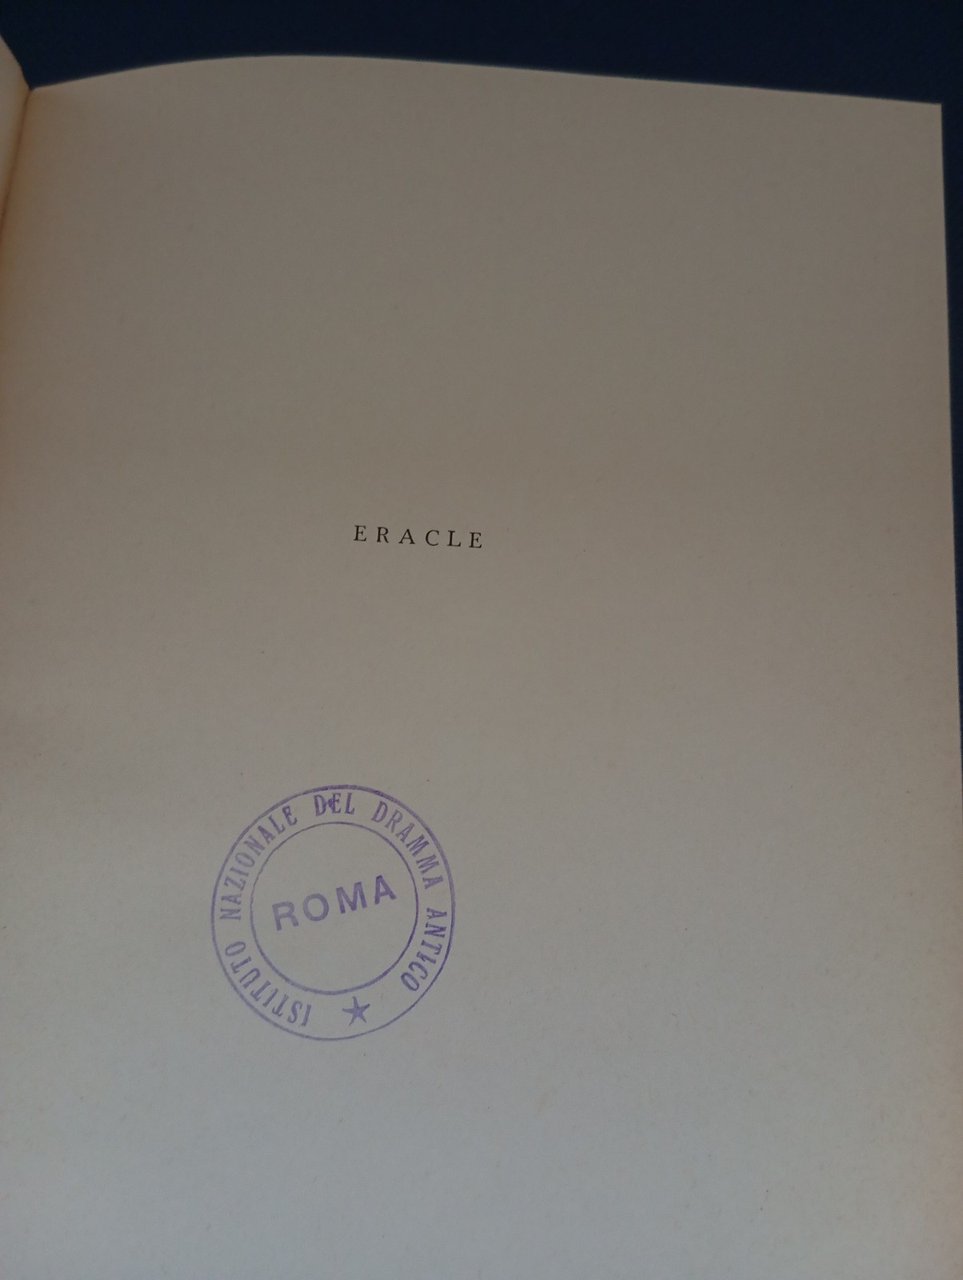 ERACLE
ISTITUTO NAZIONALE DEL DRAMMA ANTICO
ROMA